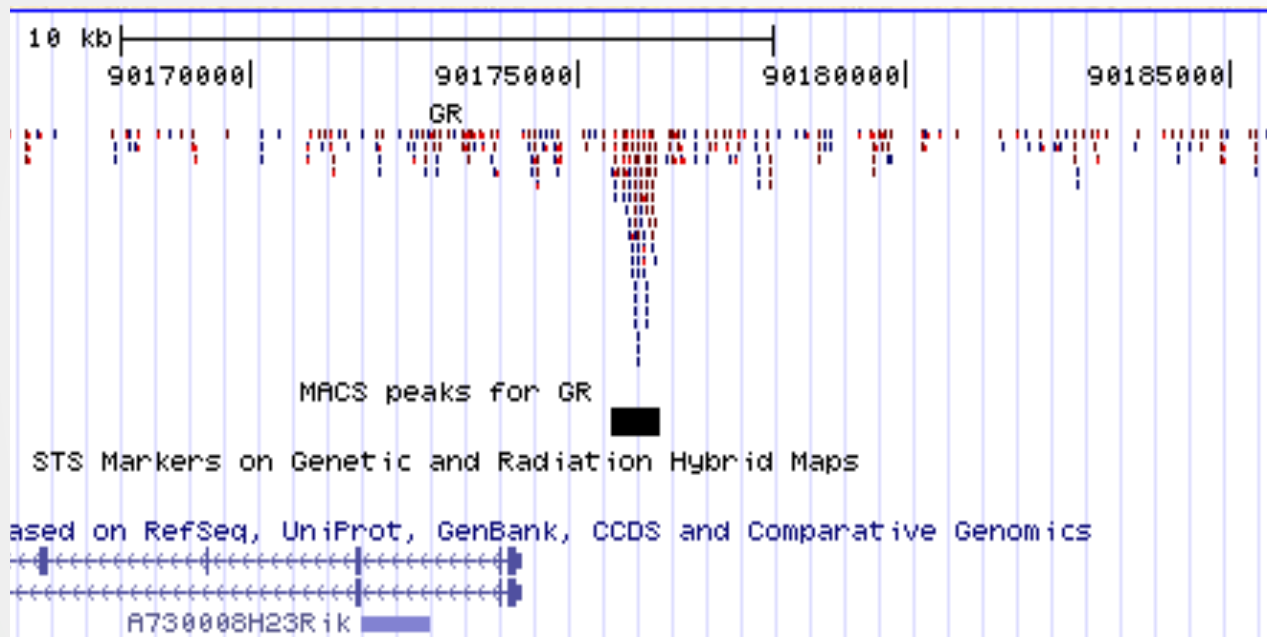 10 kb
90170000| 90175000| 90180000| 90185000|
GR
MACS peaks for GR
STS Markers on Genetic and Radiation Hybrid Maps
ased on RefSeq, UniProt, GenBank, CCDS and Comparative Genomics
A730008H23Rik